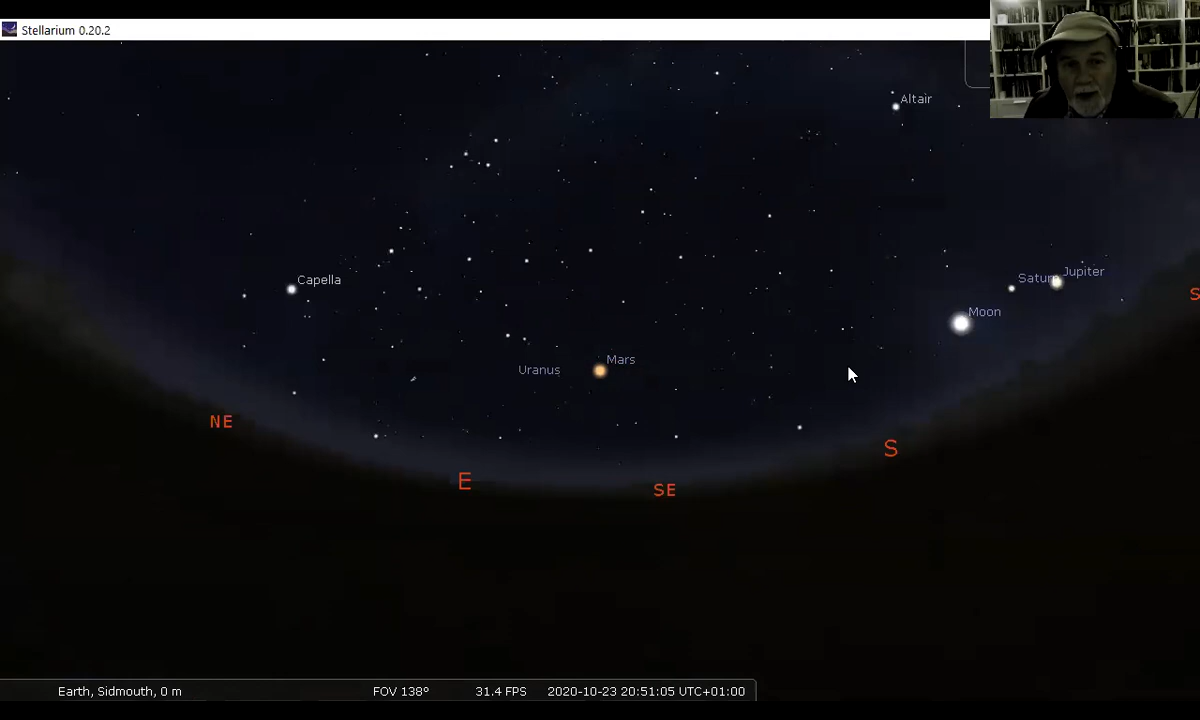 Stellarium 0.20.2
Altair
Capella
Saturn
Jupiter
Moon
Mars
Uranus
S
NE
S
E
SE
Earth, Sidmouth, 0 m
FOV 138°
31.4 FPS
2020-10-23 20:51:05 UTC+01:00